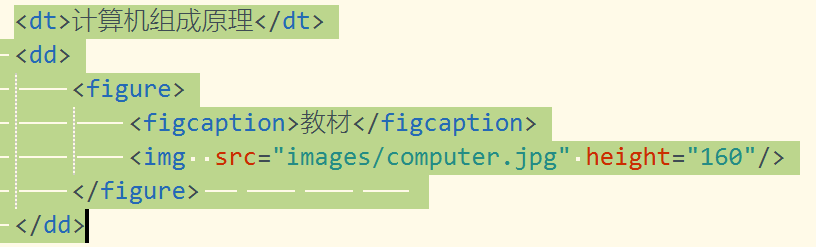 <dt>计算机组成原理</dt>
<dd>
<figure>
<figcaption>教材</figcaption>
<img  src="images/computer.jpg" height="160"/>
</figure>
</dd>